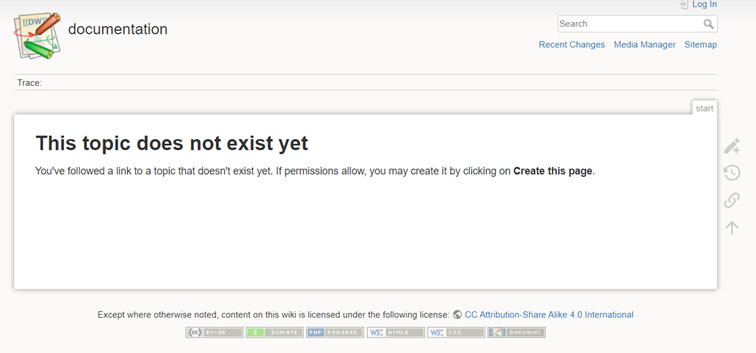 Log In
[[DW]]
documentation
Search
Recent Changes Media Manager Sitemap
Trace:
start
This topic does not exist yet
You've followed a link to a topic that doesn't exist yet. If permissions allow, you may create it by clicking on Create this page.
Except where otherwise noted, content on this wiki is licensed under the following license: CC Attribution-Share Alike 4.0 International
CC BY-SA $ DONATE PHP POWERED W3C HTML5 W3C CSS DOKUWIKI